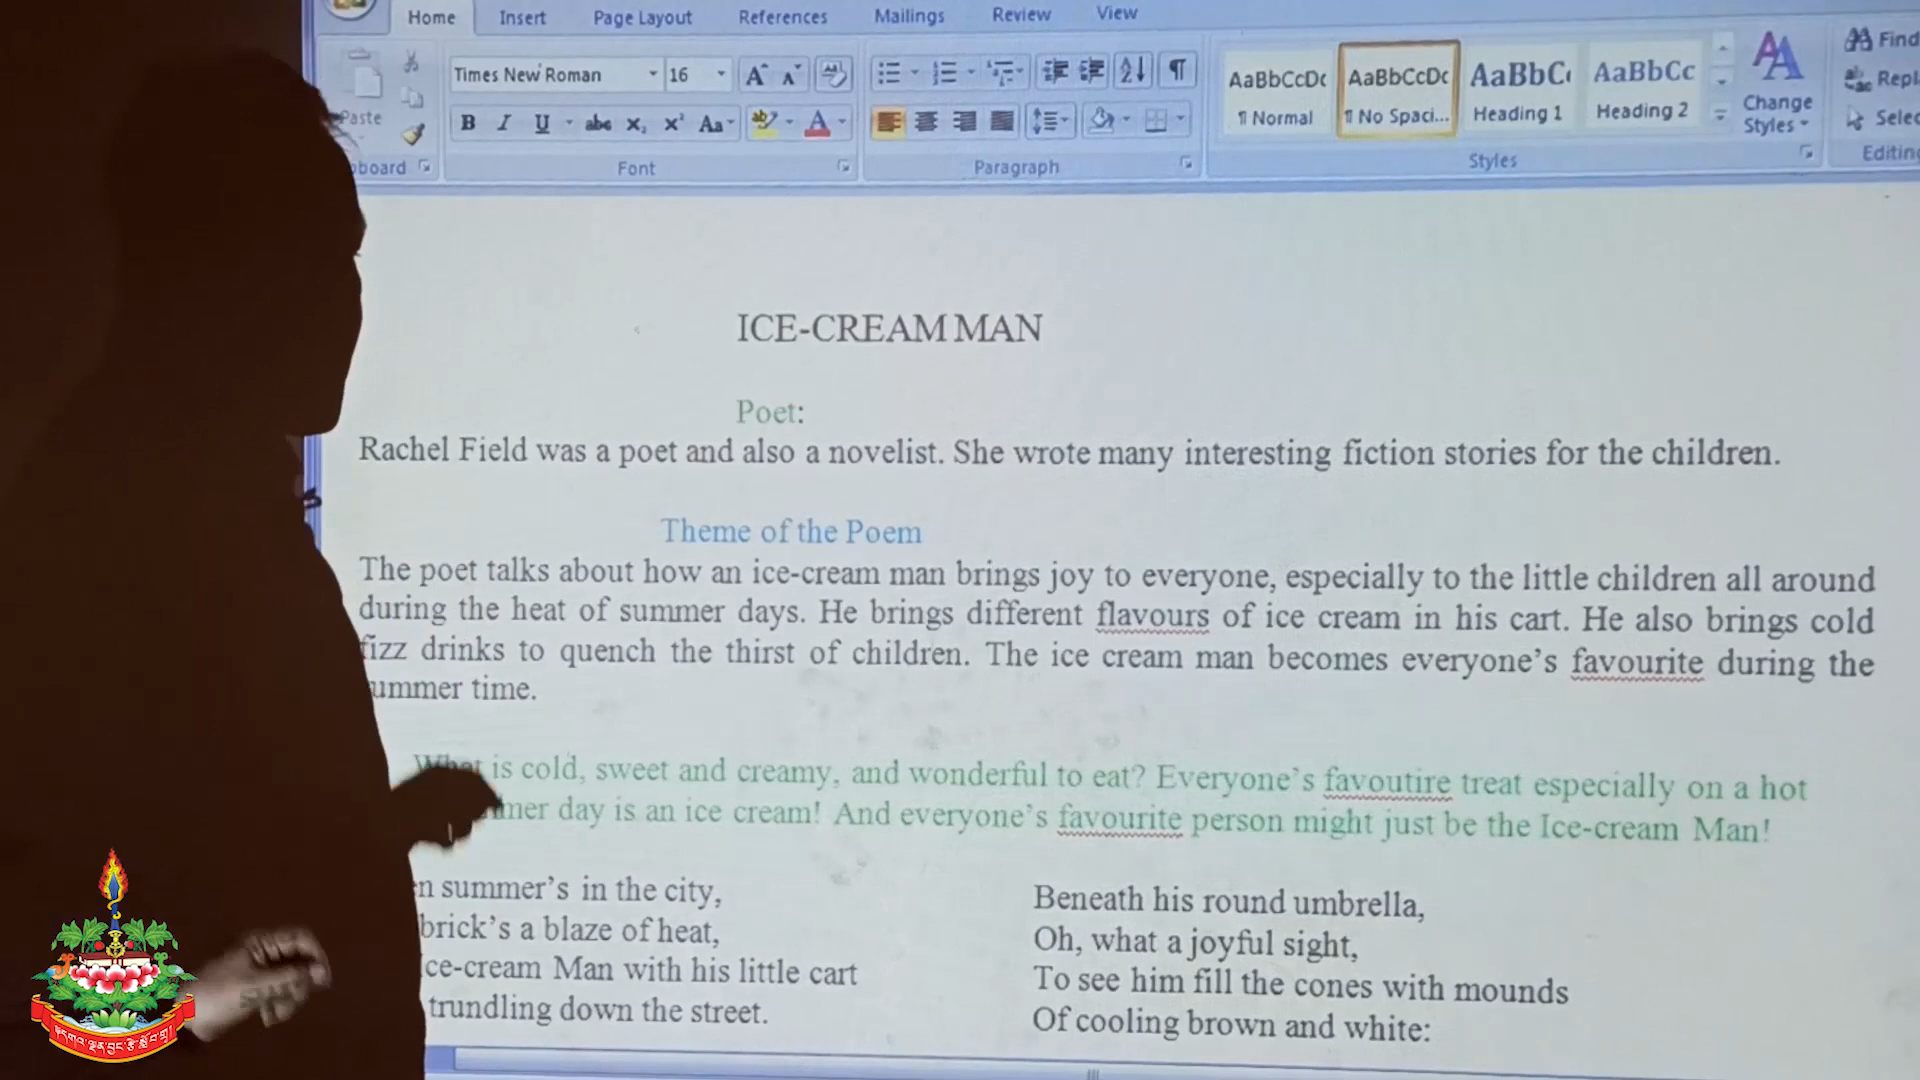 Home Insert Page Layout References Mailings Review View
Times New Roman 16
Paste
B I U abc X₂ X² Aa
AaBbCcDc AaBbCcDc AaBbC AaBbCc
¶ Normal ¶ No Spaci... Heading 1 Heading 2
Change Styles
Find
Font Paragraph Styles
ICE-CREAM MAN
Poet:
Rachel Field was a poet and also a novelist. She wrote many interesting fiction stories for the children.
Theme of the Poem
The poet talks about how an ice-cream man brings joy to everyone, especially to the little children all around
during the heat of summer days. He brings different flavours of ice cream in his cart. He also brings cold
fizz drinks to quench the thirst of children. The ice cream man becomes everyone's favourite during the
ummer time.
What is cold, sweet and creamy, and wonderful to eat? Everyone's favoutire treat especially on a hot
mer day is an ice cream! And everyone's favourite person might just be the Ice-cream Man!
n summer's in the city,
brick's a blaze of heat,
ce-cream Man with his little cart
trundling down the street.
Beneath his round umbrella,
Oh, what a joyful sight,
To see him fill the cones with mounds
Of cooling brown and white: